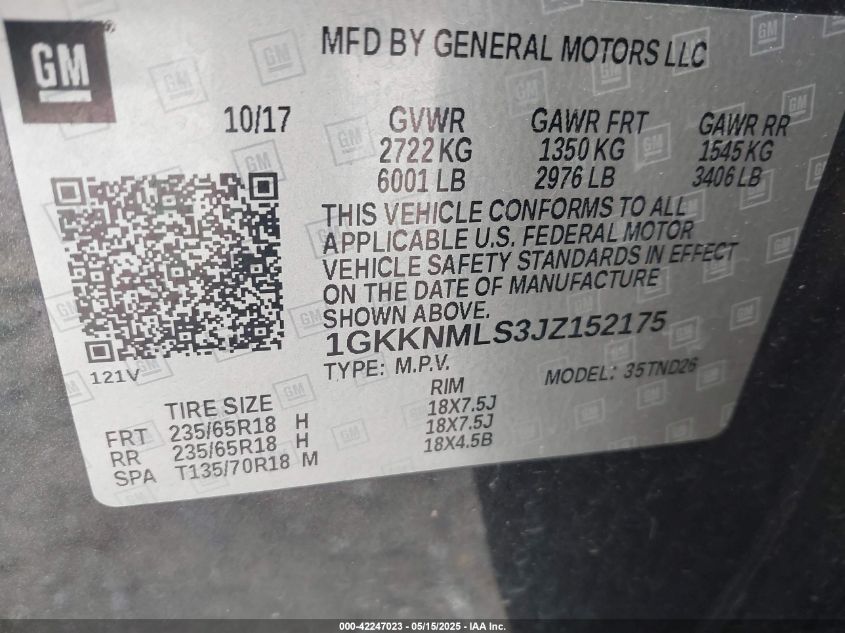 GM
MFD BY GENERAL MOTORS LLC
10/17
GVWR GAWR FRT GAWR RR
2722 KG 1350 KG 1545 KG
6001 LB 2976 LB 3406 LB
THIS VEHICLE CONFORMS TO ALL
APPLICABLE U.S. FEDERAL MOTOR
VEHICLE SAFETY STANDARDS IN EFFECT
ON THE DATE OF MANUFACTURE
SHOWN ABOVE.
1GKKNMLS3JZ152175
TYPE: M.P.V. MODEL: 35TND26
121V
TIRE SIZE RIM
FRT 235/65R18 H 18X7.5J
RR 235/65R18 H 18X7.5J
SPA T135/70R18 M 18X4.5B
000-42247023 — 05/15/2025 — IAA Inc.